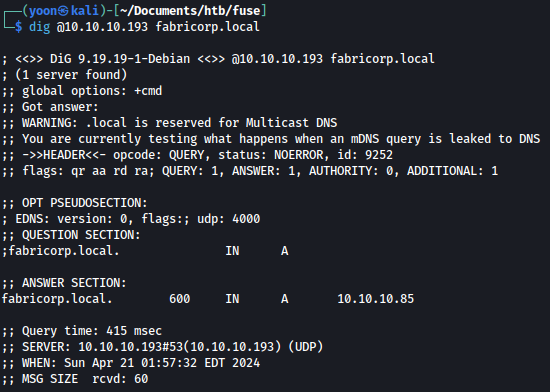 (yoon㉿kali)-[~/Documents/htb/fuse]
$ dig @10.10.10.193 fabricorp.local
; <<>> DiG 9.19.19-1-Debian <<>> @10.10.10.193 fabricorp.local
; (1 server found)
;; global options: +cmd
;; Got answer:
;; WARNING: .local is reserved for Multicast DNS
;; You are currently testing what happens when an mDNS query is leaked to DNS
;; ->>HEADER<<- opcode: QUERY, status: NOERROR, id: 9252
;; flags: qr aa rd ra; QUERY: 1, ANSWER: 1, AUTHORITY: 0, ADDITIONAL: 1
;; OPT PSEUDOSECTION:
; EDNS: version: 0, flags:; udp: 4000
;; QUESTION SECTION:
;fabricorp.local. IN A
;; ANSWER SECTION:
fabricorp.local. 600 IN A 10.10.10.85
;; Query time: 415 msec
;; SERVER: 10.10.10.193#53(10.10.10.193) (UDP)
;; WHEN: Sun Apr 21 01:57:32 EDT 2024
;; MSG SIZE rcvd: 60